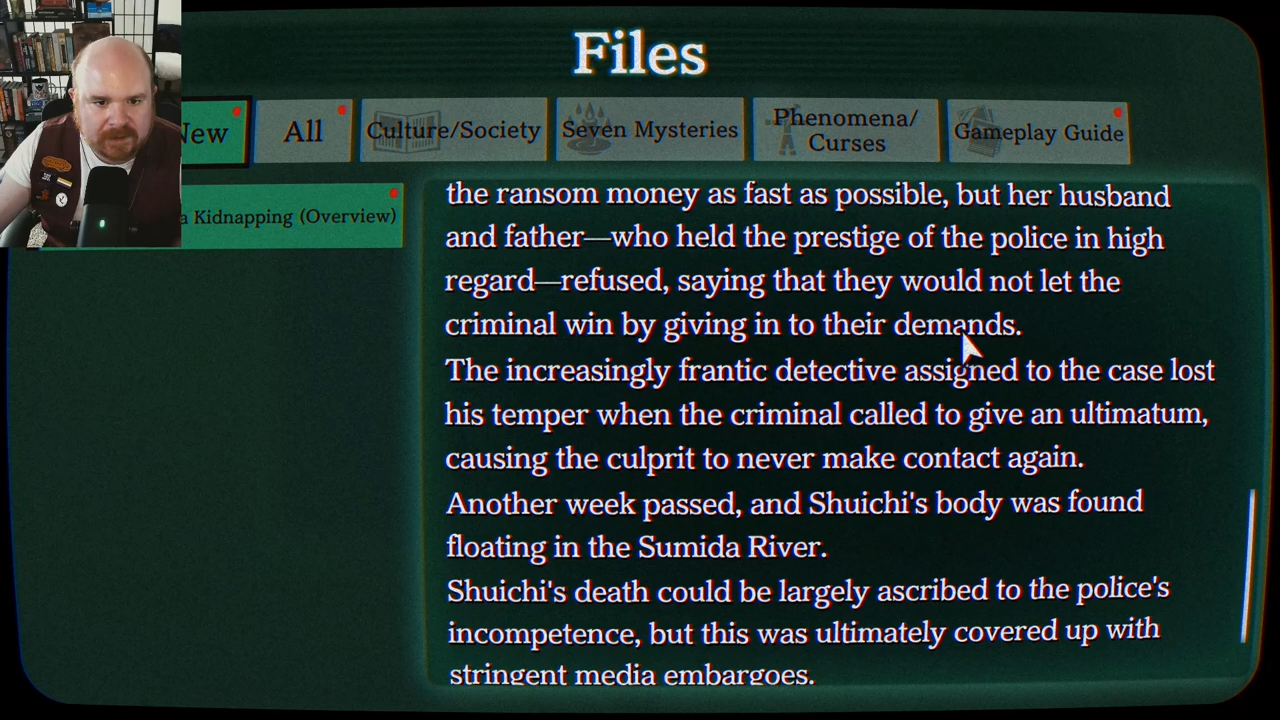 Files
New
All
Culture/Society
Seven Mysteries
Phenomena/
Curses
Gameplay Guide
a Kidnapping (Overview)
the ransom money as fast as possible, but her husband
and father—who held the prestige of the police in high
regard—refused, saying that they would not let the
criminal win by giving in to their demands.
The increasingly frantic detective assigned to the case lost
his temper when the criminal called to give an ultimatum,
causing the culprit to never make contact again.
Another week passed, and Shuichi's body was found
floating in the Sumida River.
Shuichi's death could be largely ascribed to the police's
incompetence, but this was ultimately covered up with
stringent media embargoes.